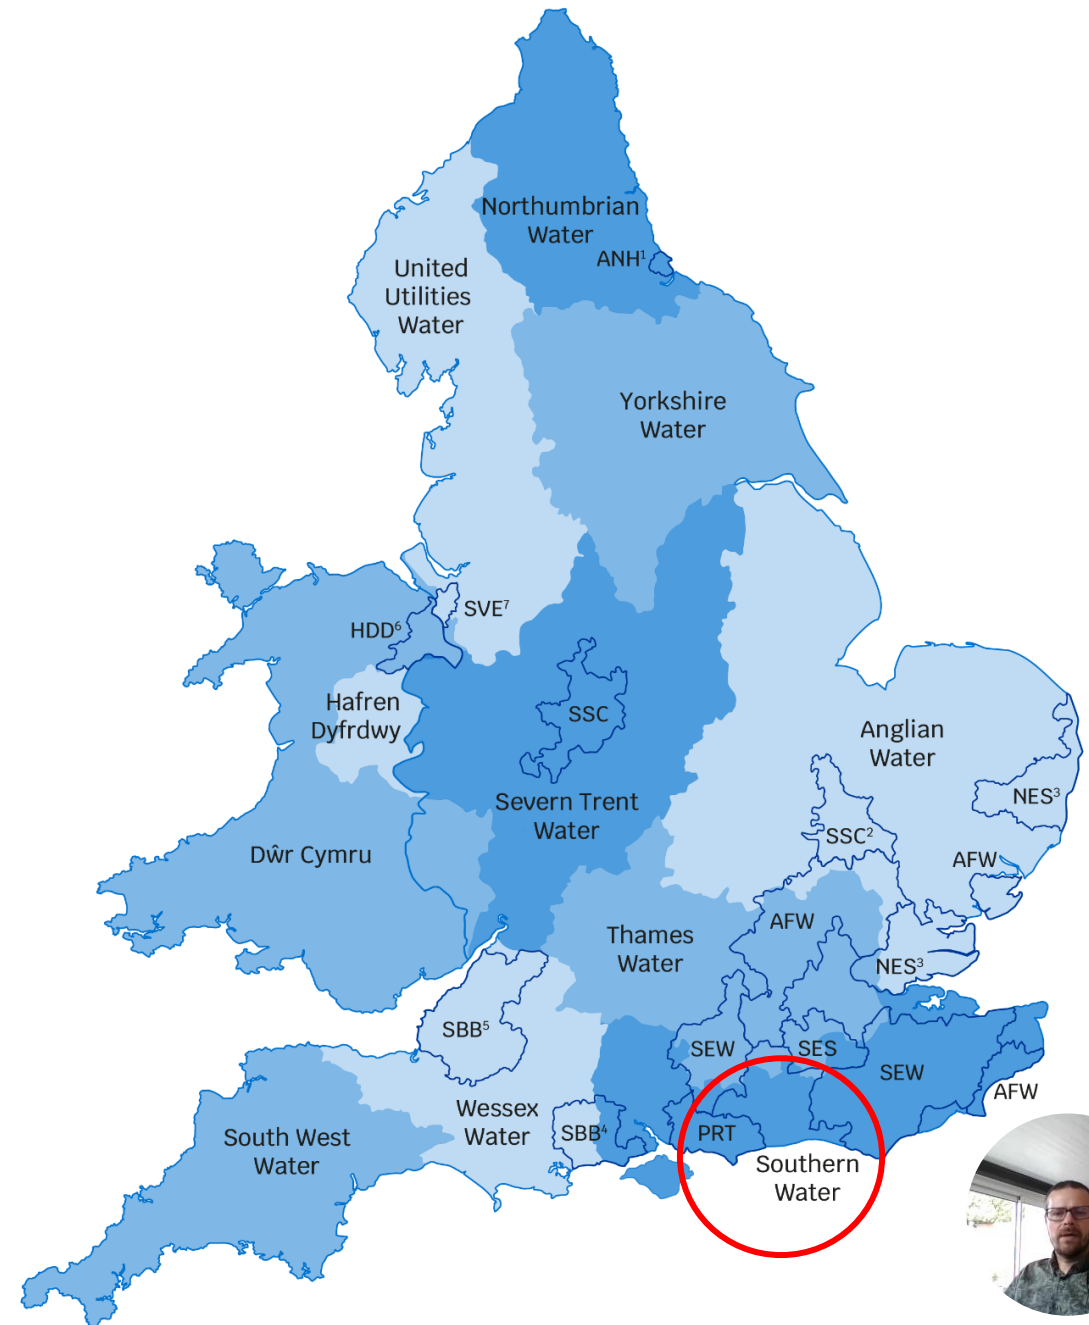 Northumbrian
Water
ANH¹
United
Utilities
Water
Yorkshire
Water
SVE⁷
HDD⁶
Hafren
Dyfrdwy
SSC
Anglian
Water
NES³
Severn Trent
Water
SSC²
Dŵr Cymru
AFW
AFW
Thames
Water
NES³
SBB⁵
SEW
SES
SEW
AFW
Wessex
Water
SBB⁴
PRT
South West
Water
Southern
Water